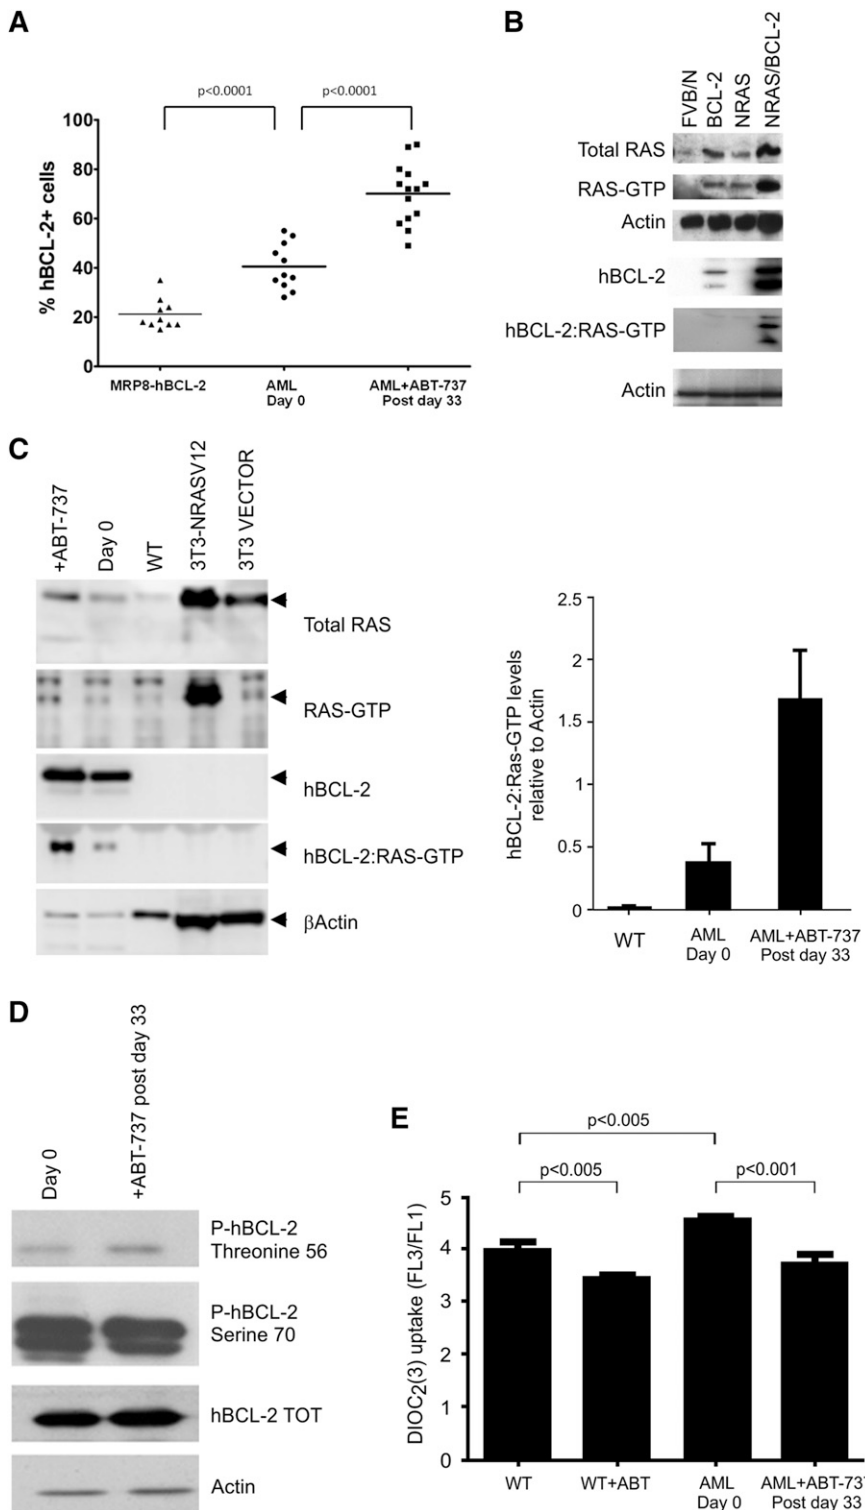 A
p<0.0001
p<0.0001
% hBCL-2+ cells
100
80
60
40
20
0
MRP8-hBCL-2
AML
Day 0
AML+ABT-737
Post day 33
B
FVB/N
BCL-2
NRAS
NRAS/BCL-2
Total RAS
RAS-GTP
Actin
hBCL-2
hBCL-2:RAS-GTP
Actin
C
+ABT-737
Day 0
WT
3T3-NRASV12
3T3 VECTOR
Total RAS
RAS-GTP
hBCL-2
hBCL-2:RAS-GTP
βActin
hBCL-2:Ras-GTP levels
relative to Actin
2.5
2
1.5
1
0.5
0
WT
AML
Day 0
AML+ABT-737
Post day 33
D
Day 0
+ABT-737 post day 33
P-hBCL-2
Threonine 56
P-hBCL-2
Serine 70
hBCL-2 TOT
Actin
E
p<0.005
p<0.005
p<0.001
DIOC2(3) uptake (FL3/FL1)
5
4
3
2
1
0
WT
WT+ABT
AML
Day 0
AML+ABT-737
Post day 33